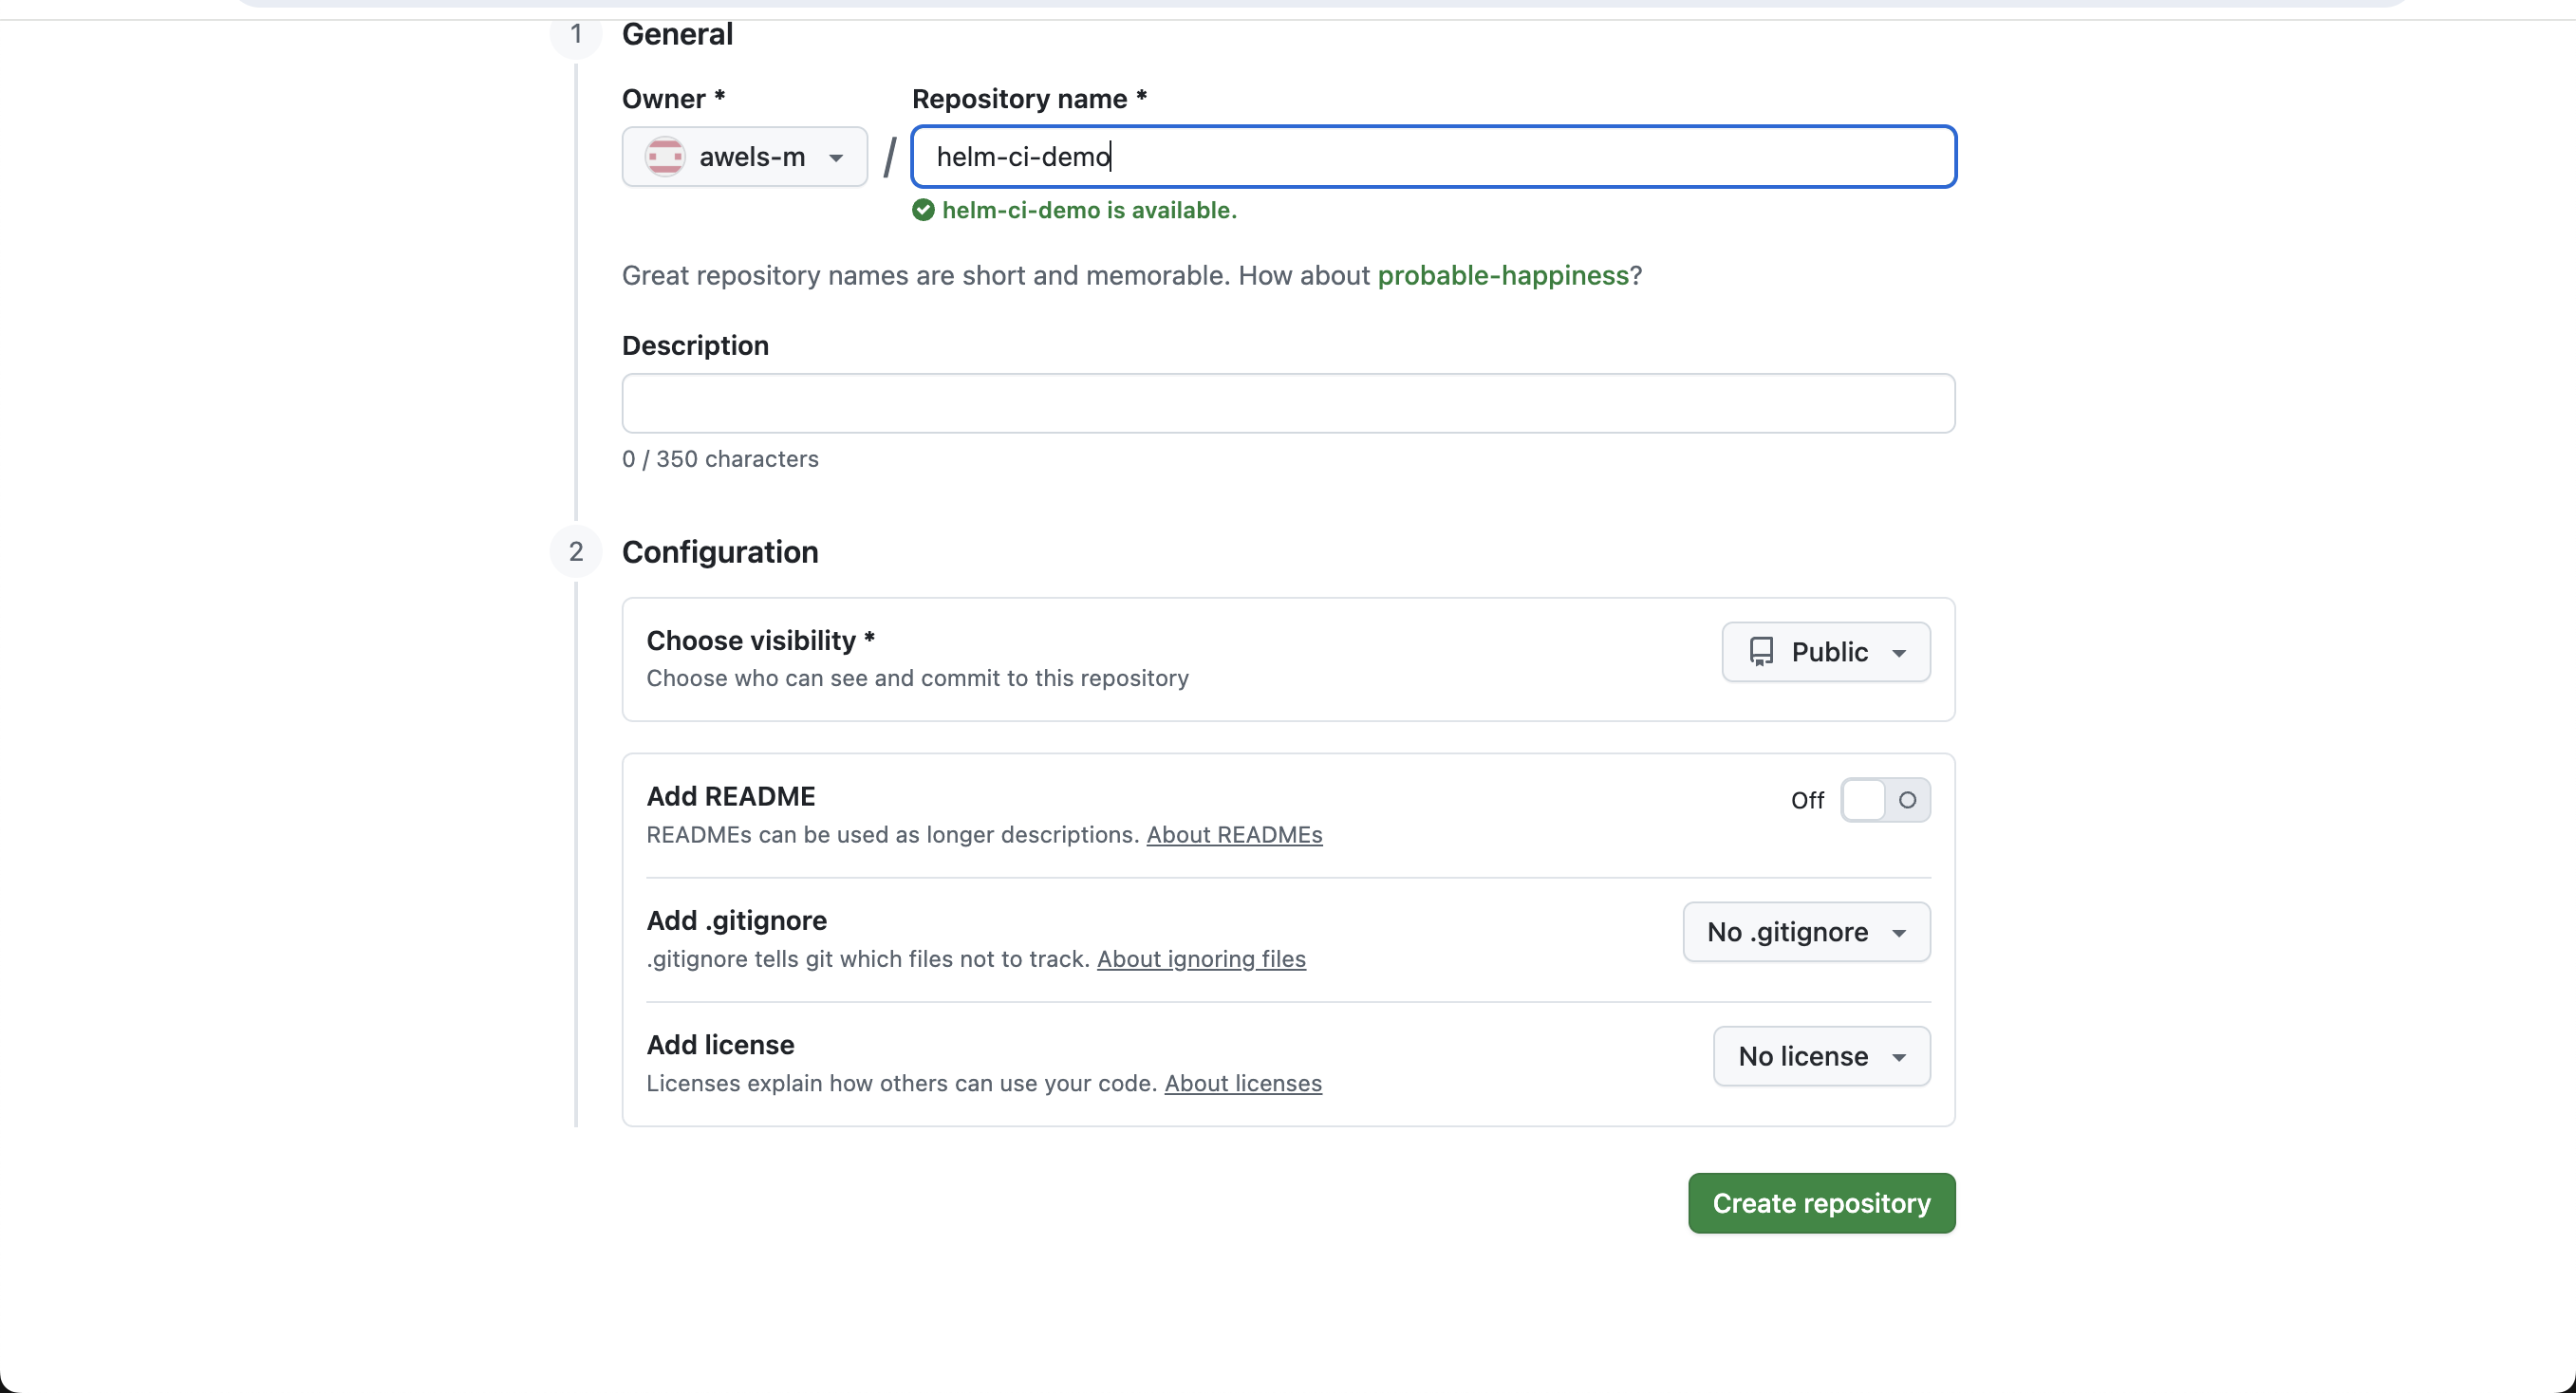 1 General
Owner * Repository name *
awels-m / helm-ci-demo
helm-ci-demo is available.
Great repository names are short and memorable. How about probable-happiness?
Description
0 / 350 characters
2 Configuration
Choose visibility *
Public
Choose who can see and commit to this repository
Add README
Off
READMEs can be used as longer descriptions. About READMEs
Add .gitignore
No .gitignore
.gitignore tells git which files not to track. About ignoring files
Add license
No license
Licenses explain how others can use your code. About licenses
Create repository